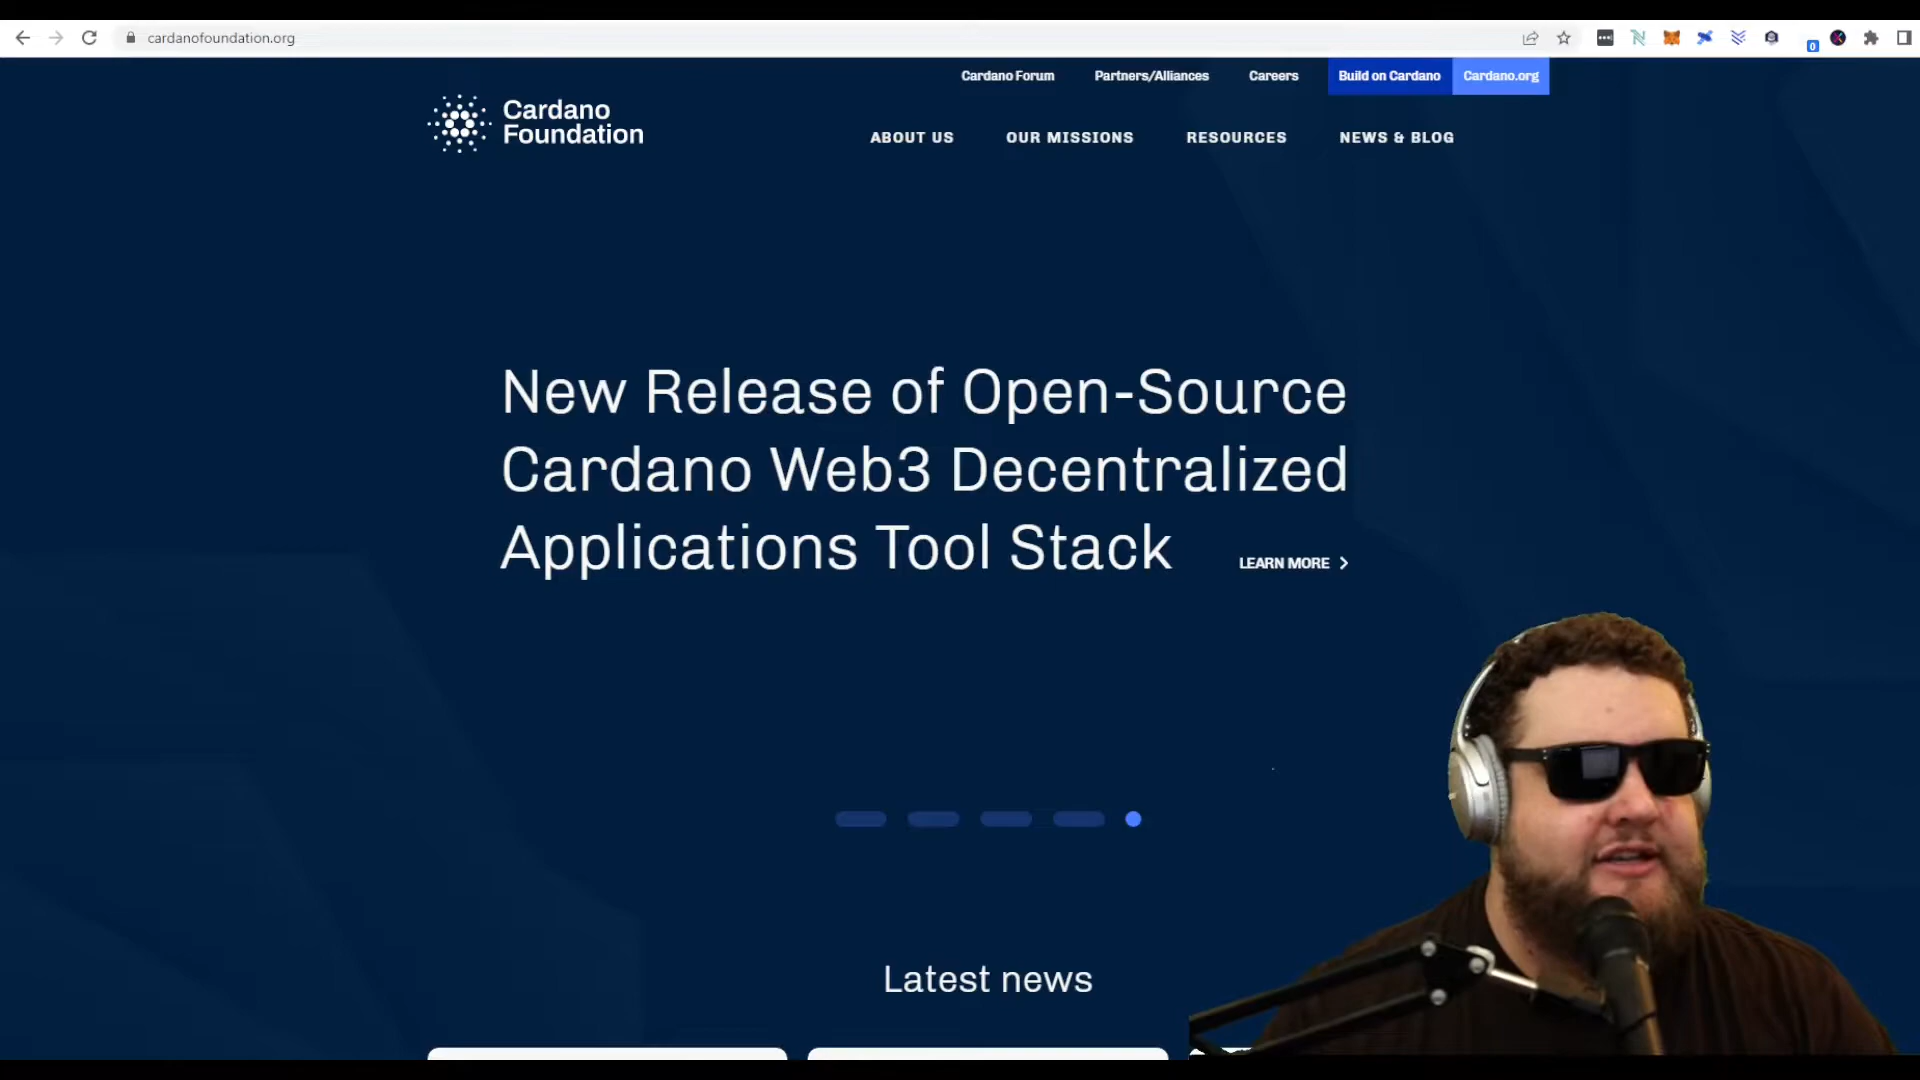 cardanofoundation.org
0
Cardano Forum
Partners/Alliances
Careers
Build on Cardano
Cardano.org
Cardano
Foundation
ABOUT US
OUR MISSIONS
RESOURCES
NEWS & BLOG
New Release of Open-Source
Cardano Web3 Decentralized
Applications Tool Stack
LEARN MORE
Latest news